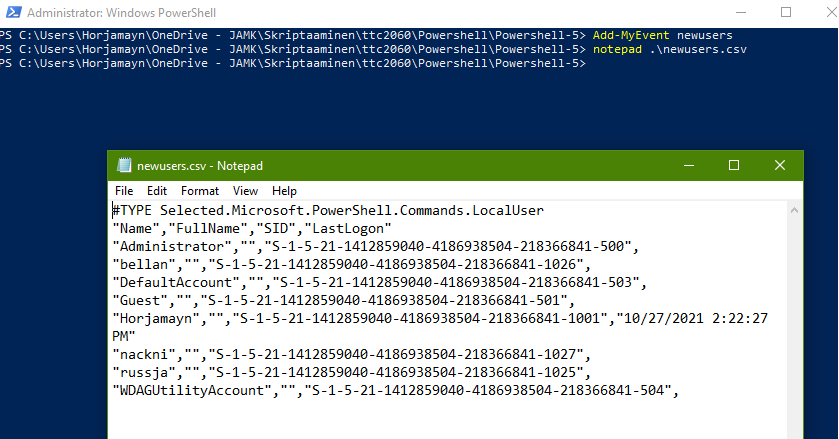 Administrator: Windows PowerShell
PS C:\Users\Horjamayn\OneDrive - JAMK\Skriptaaminen\ttc2060\Powershell\Powershell-5> Add-MyEvent newusers
PS C:\Users\Horjamayn\OneDrive - JAMK\Skriptaaminen\ttc2060\Powershell\Powershell-5> notepad .\newusers.csv
PS C:\Users\Horjamayn\OneDrive - JAMK\Skriptaaminen\ttc2060\Powershell\Powershell-5>
newusers.csv - Notepad
File Edit Format View Help
#TYPE Selected.Microsoft.PowerShell.Commands.LocalUser
"Name","FullName","SID","LastLogon"
"Administrator","","S-1-5-21-1412859040-4186938504-218366841-500",
"bellan","","S-1-5-21-1412859040-4186938504-218366841-1026",
"DefaultAccount","","S-1-5-21-1412859040-4186938504-218366841-503",
"Guest","","S-1-5-21-1412859040-4186938504-218366841-501",
"Horjamayn","","S-1-5-21-1412859040-4186938504-218366841-1001","10/27/2021 2:22:27
PM"
"nackni","","S-1-5-21-1412859040-4186938504-218366841-1027",
"russja","","S-1-5-21-1412859040-4186938504-218366841-1025",
"WDAGUtilityAccount","","S-1-5-21-1412859040-4186938504-218366841-504",